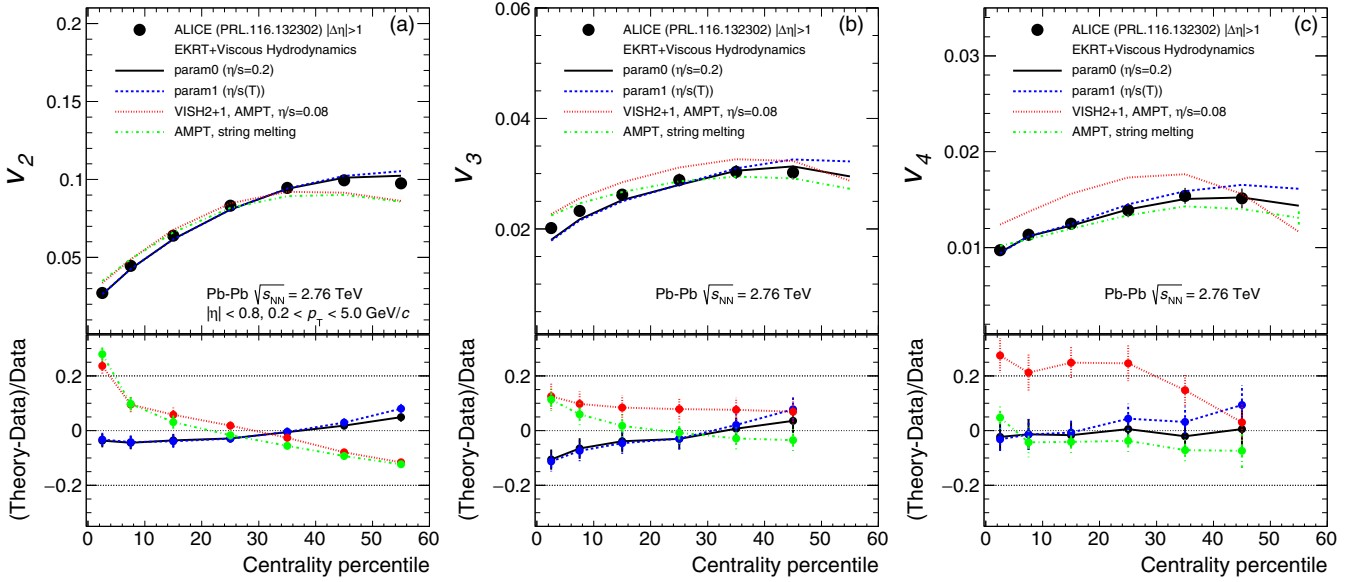 0.2
0.15
0.1
0.05
v2
(a)
ALICE (PRL.116.132302) |Δη|>1
EKRT+Viscous Hydrodynamics
param0 (η/s=0.2)
param1 (η/s(T))
VISH2+1, AMPT, η/s=0.08
AMPT, string melting
Pb-Pb √sNN = 2.76 TeV
|η| < 0.8, 0.2 < pT < 5.0 GeV/c
(Theory-Data)/Data
0.2
0
−0.2
0 10 20 30 40 50 60
Centrality percentile
0.06
0.04
0.02
v3
(b)
ALICE (PRL.116.132302) |Δη|>1
EKRT+Viscous Hydrodynamics
param0 (η/s=0.2)
param1 (η/s(T))
VISH2+1, AMPT, η/s=0.08
AMPT, string melting
Pb-Pb √sNN = 2.76 TeV
(Theory-Data)/Data
0.2
0
−0.2
0 10 20 30 40 50 60
Centrality percentile
0.03
0.02
0.01
v4
(c)
ALICE (PRL.116.132302) |Δη|>1
EKRT+Viscous Hydrodynamics
param0 (η/s=0.2)
param1 (η/s(T))
VISH2+1, AMPT, η/s=0.08
AMPT, string melting
Pb-Pb √sNN = 2.76 TeV
(Theory-Data)/Data
0.2
0
−0.2
0 10 20 30 40 50 60
Centrality percentile